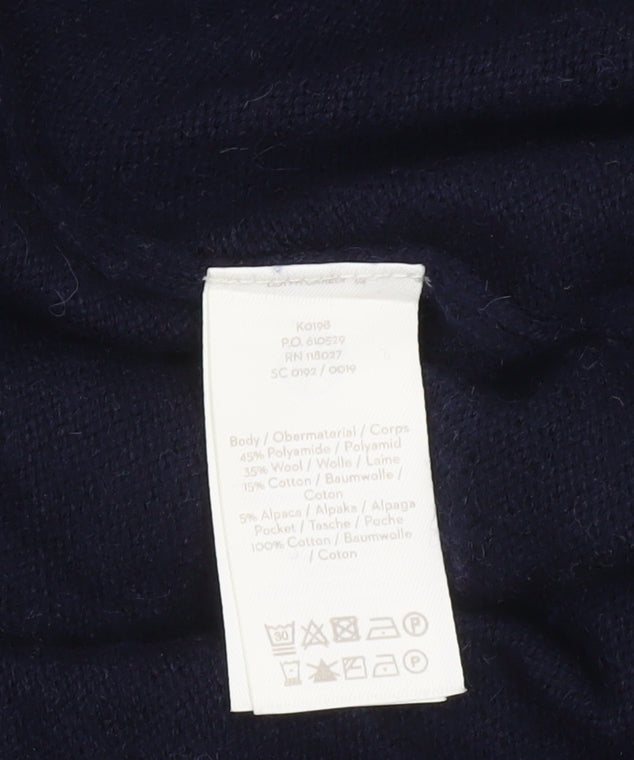 K0198
P.O. 610529
RN 118027
SC 0192 / 0019
Body / Obermaterial / Corps
45% Polyamide / Polyamid
35% Wool / Wolle / Laine
15% Cotton / Baumwolle /
Coton
5% Alpaca / Alpaka / Alpaga
Pocket / Tasche / Poche
100% Cotton / Baumwolle
/ Coton
30 P
P